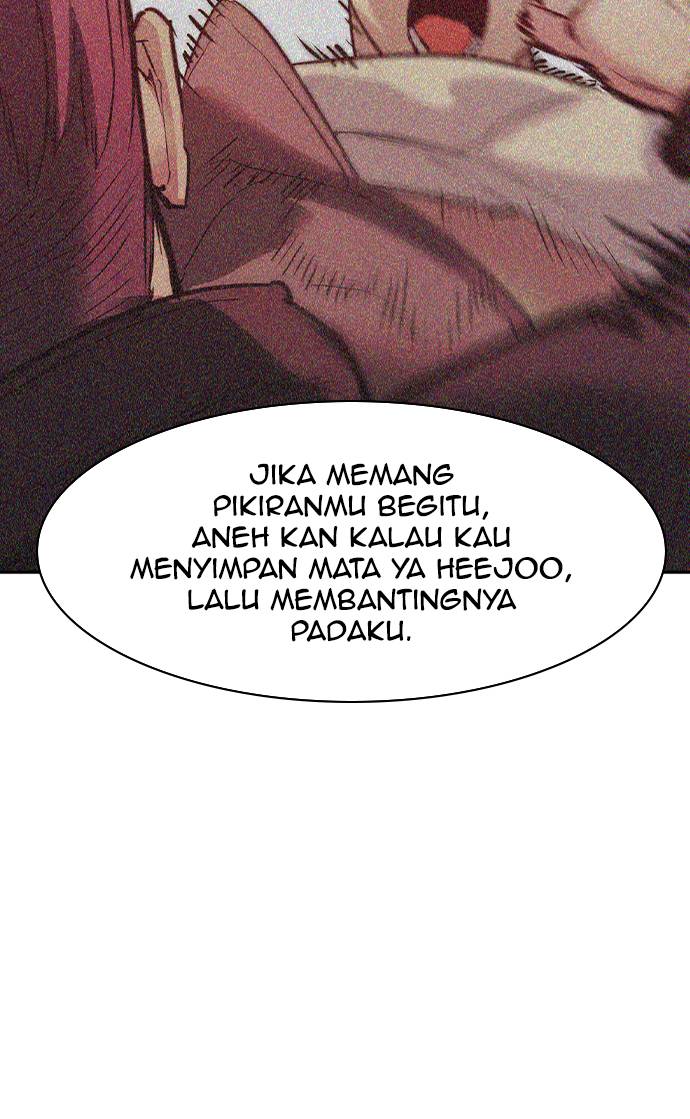 JIKA MEMANG
PIKIRANMU BEGITU,
ANEH KAN KALAU KAU
MENYIMPAN MATA YA HEEJOO,
LALU MEMBANTINGNYA
PADAKU.